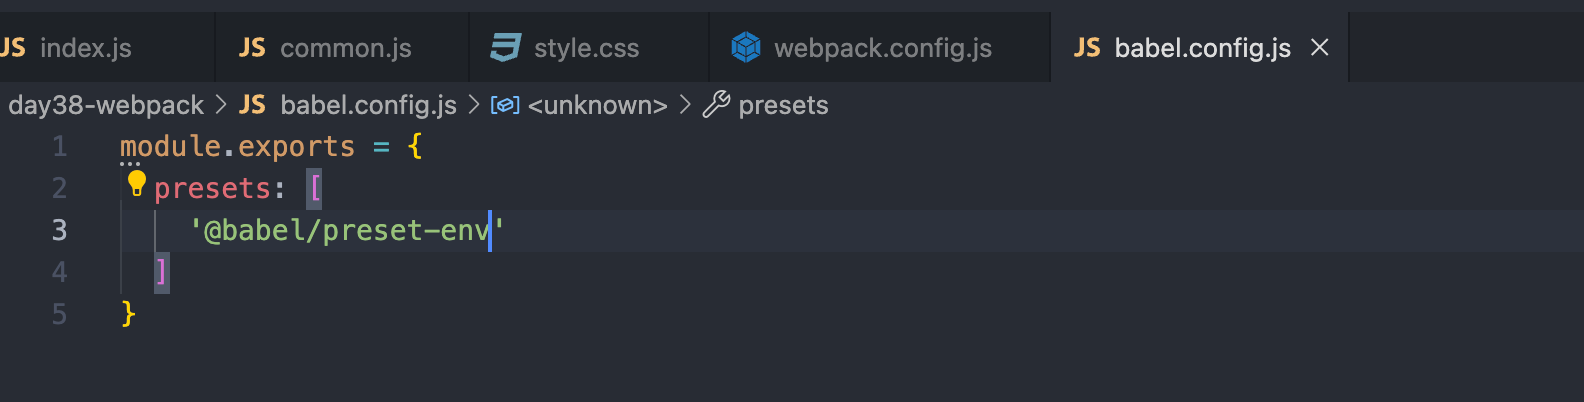 JS index.js JS common.js style.css webpack.config.js JS babel.config.js
day38-webpack > JS babel.config.js > <unknown> > presets
1 module.exports = {
2 presets: [
3 '@babel/preset-env'
4 ]
5 }